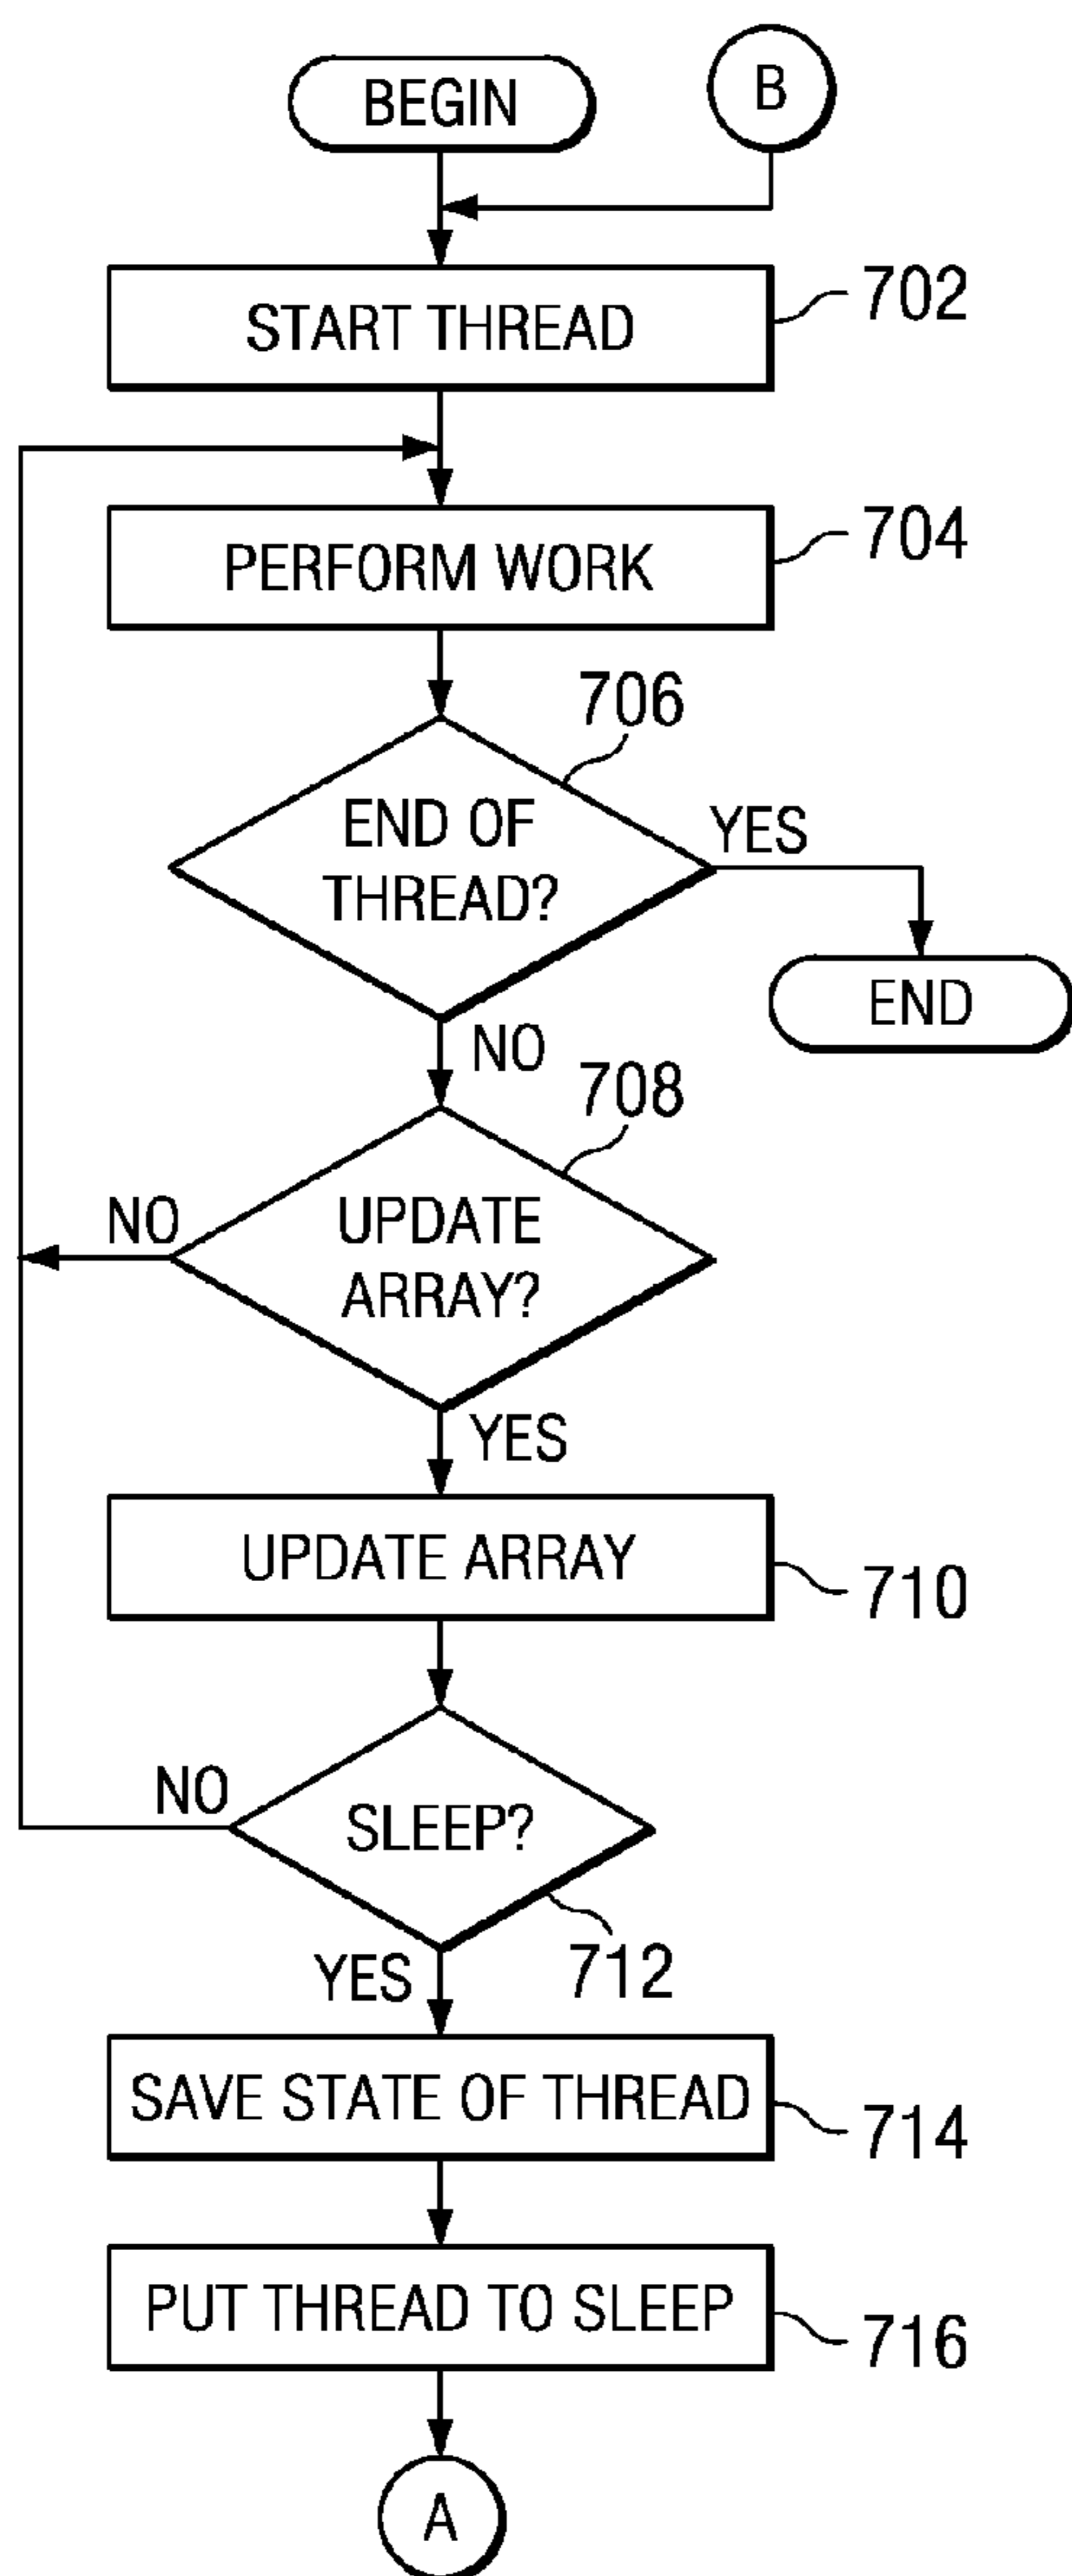 BEGIN
B
START THREAD
702
PERFORM WORK
704
706
END OF
THREAD?
YES
END
NO
708
NO
UPDATE
ARRAY?
YES
UPDATE ARRAY
710
NO
SLEEP?
YES
712
SAVE STATE OF THREAD
714
PUT THREAD TO SLEEP
716
A